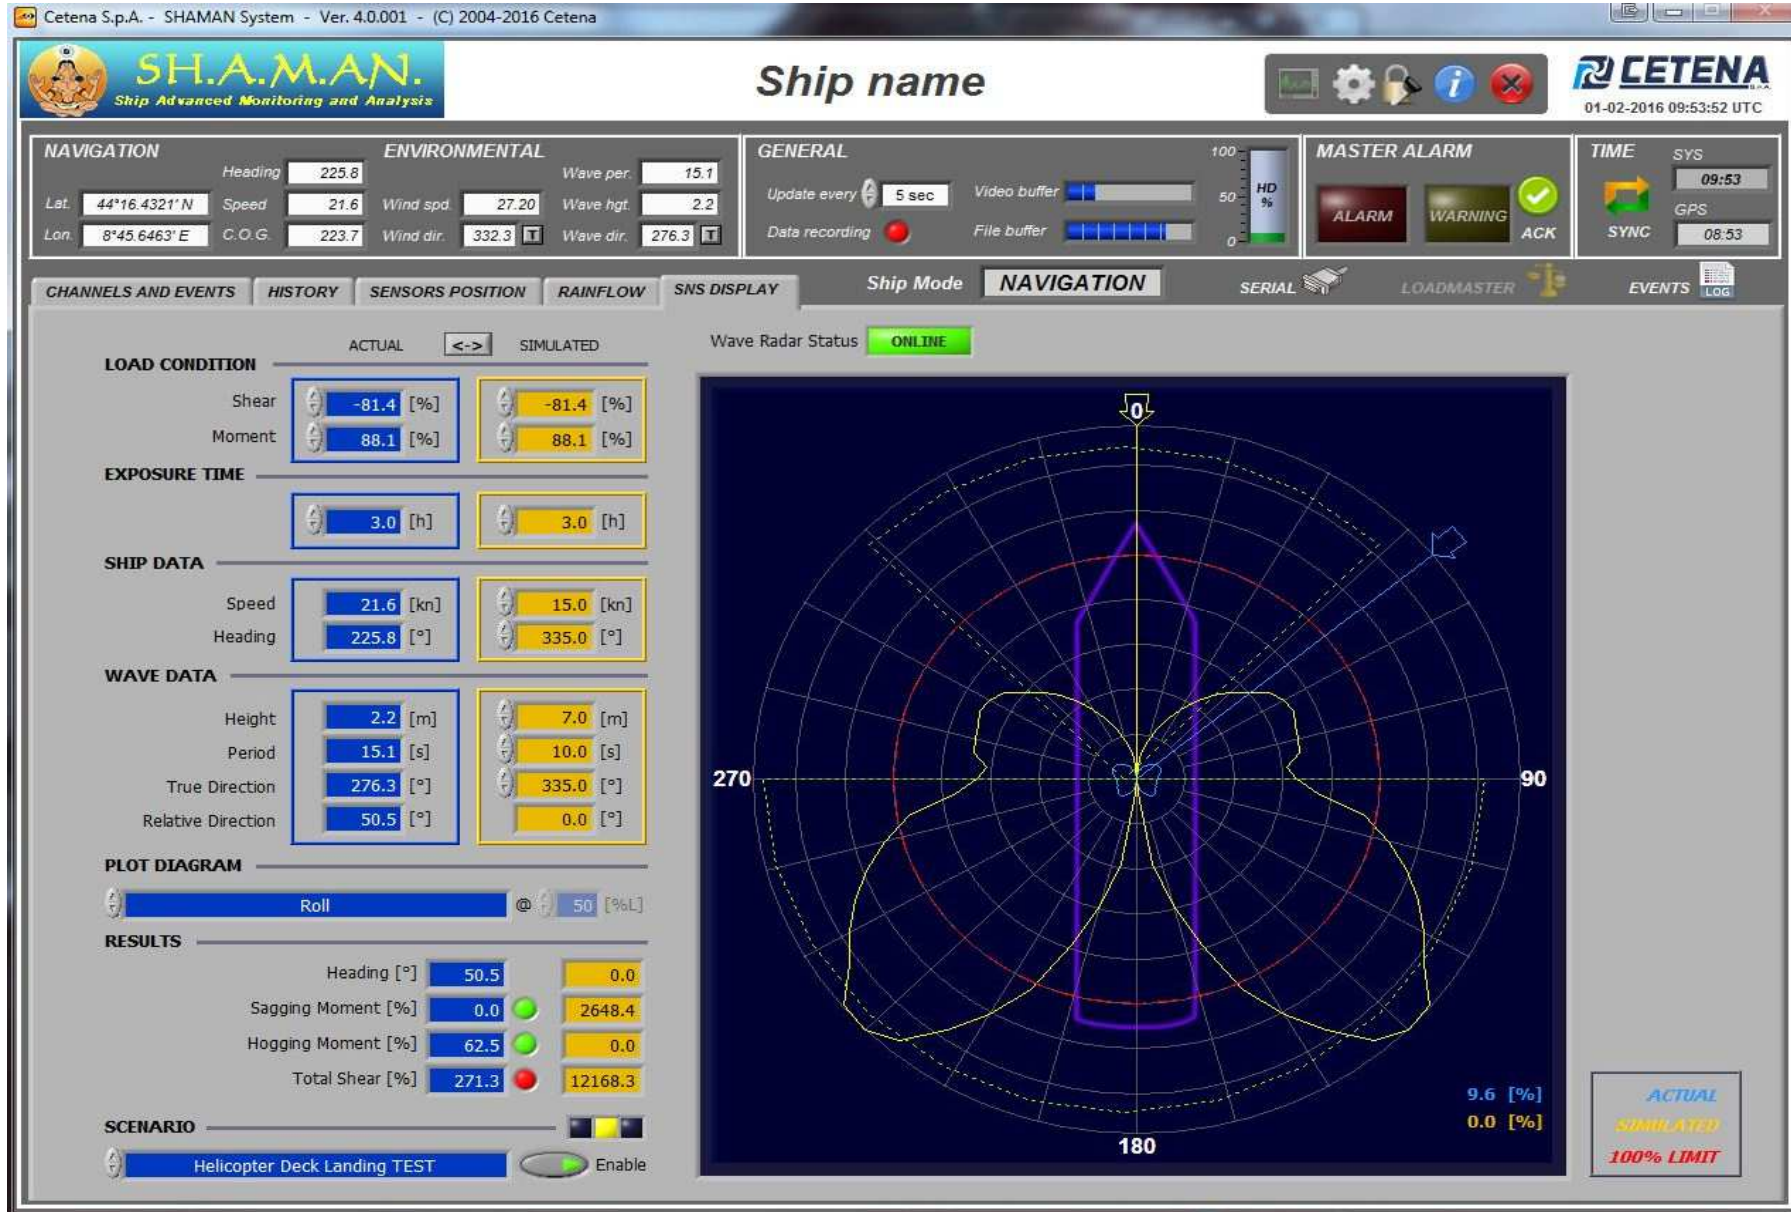 Cetena S.p.A. - SHAMAN System - Ver. 4.0.001 - (C) 2004-2016 Cetena
SH.A.M.A.N.
Ship Advanced Monitoring and Analysis
Ship name
CETENA
S.p.A.
01-02-2016 09:53:52 UTC
NAVIGATION
Heading 225.8
Lat. 44°16.4321' N Speed 21.6
Lon. 8°45.6463' E C.O.G. 223.7
ENVIRONMENTAL
Wave per. 15.1
Wind spd. 27.20 Wave hgt. 2.2
Wind dir. 332.3 T Wave dir. 276.3 T
GENERAL
Update every 5 sec Video buffer
Data recording File buffer
100
50
0
HD
%
MASTER ALARM
ALARM WARNING ACK
TIME
SYS
09:53
GPS
SYNC 08:53
CHANNELS AND EVENTS HISTORY SENSORS POSITION RAINFLOW SNS DISPLAY
Ship Mode NAVIGATION SERIAL LOADMASTER EVENTS LOG
ACTUAL <-> SIMULATED
LOAD CONDITION
Shear -81.4 [%] -81.4 [%]
Moment 88.1 [%] 88.1 [%]
EXPOSURE TIME
3.0 [h] 3.0 [h]
SHIP DATA
Speed 21.6 [kn] 15.0 [kn]
Heading 225.8 [°] 335.0 [°]
WAVE DATA
Height 2.2 [m] 7.0 [m]
Period 15.1 [s] 10.0 [s]
True Direction 276.3 [°] 335.0 [°]
Relative Direction 50.5 [°] 0.0 [°]
PLOT DIAGRAM
Roll @ 50 [%L]
RESULTS
Heading [°] 50.5 0.0
Sagging Moment [%] 0.0 2648.4
Hogging Moment [%] 62.5 0.0
Total Shear [%] 271.3 12168.3
SCENARIO
Helicopter Deck Landing TEST Enable
Wave Radar Status ONLINE
0
270
90
180
9.6 [%]
0.0 [%]
ACTUAL
SIMULATED
100% LIMIT